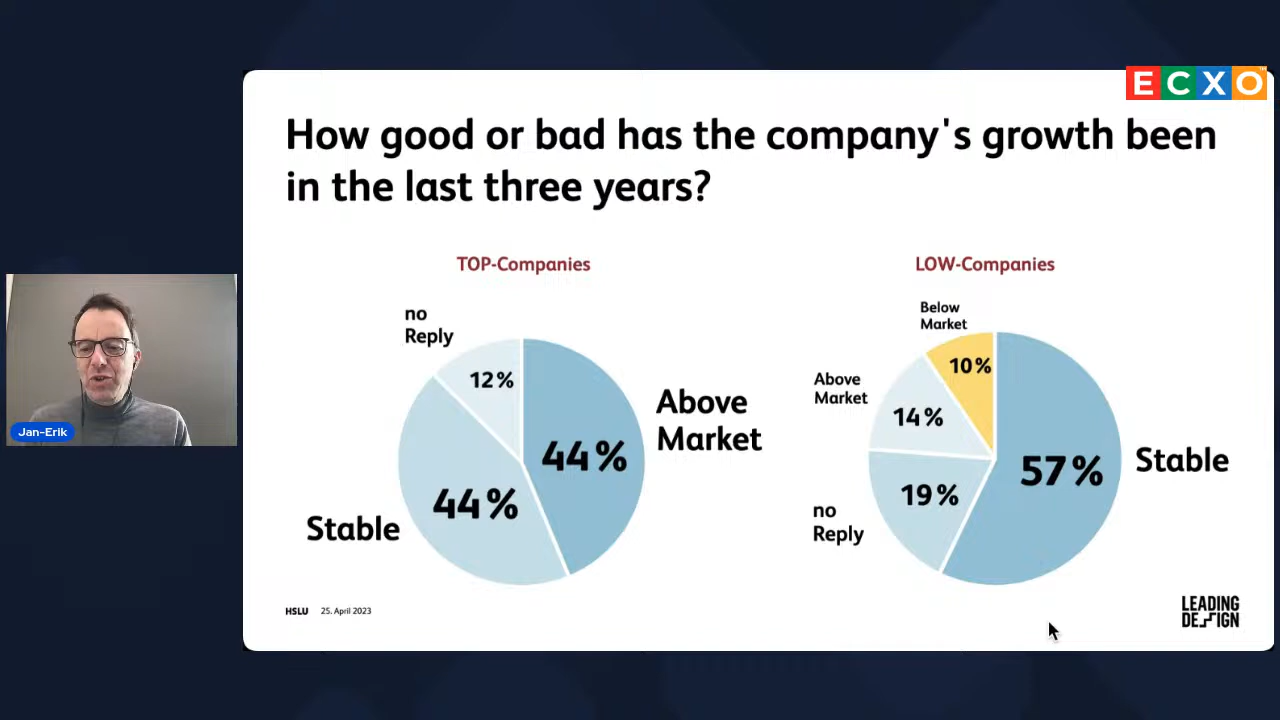 ECXO
How good or bad has the company's growth been
in the last three years?
TOP-Companies
no
Reply
12%
Above
Market
44%
44%
Stable
LOW-Companies
Below
Market
10%
Above
Market
14%
57%
Stable
19%
no
Reply
Jan-Erik
HSLU 25. April 2023
LEADING
DESIGN